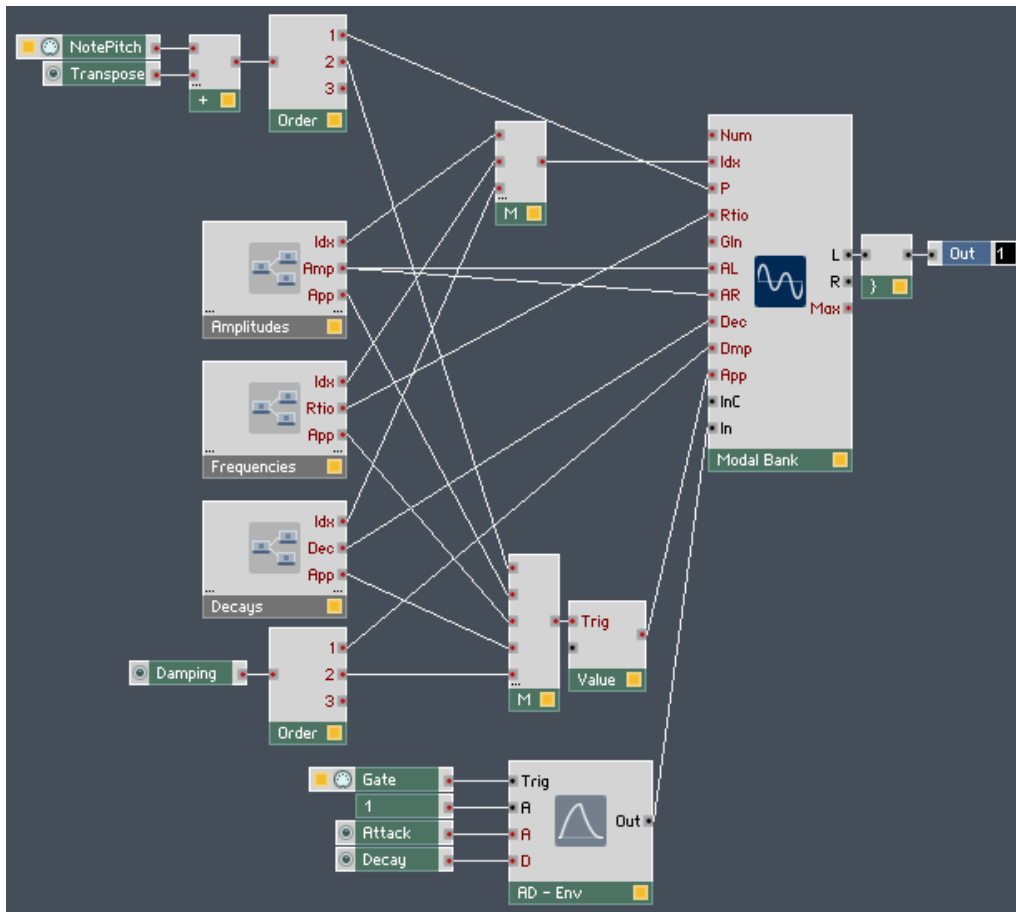 NotePitch
Transpose
...
+
1
2
3
Order
...
M
Idx
Amp
App
... ...
Amplitudes
Idx
Rtio
App
... ...
Frequencies
Idx
Dec
App
... ...
Decays
Damping
1
2
3
Order
...
M
Trig
Value
Gate
1
Attack
Decay
Trig
A
A
D
Out
AD - Env
Num
Idx
P
Rtio
Gln
AL
AR
Dec
Dmp
App
InC
In
L
R
Max
Modal Bank
}
Out 1